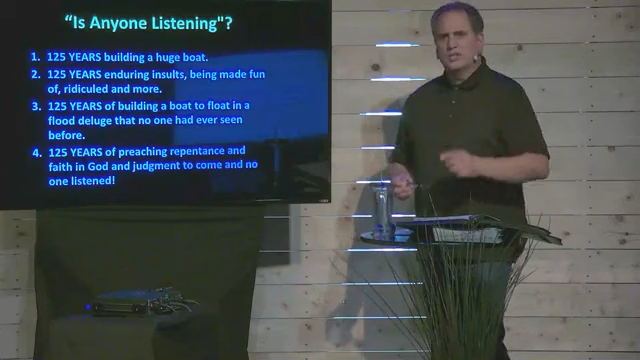 “Is Anyone Listening"?
1. 125 YEARS building a huge boat.
2. 125 YEARS enduring insults, being made fun
of, ridiculed and more.
3. 125 YEARS of building a boat to float in a
flood deluge that no one had ever seen
before.
4. 125 YEARS of preaching repentance and
faith in God and judgment to come and no
one listened!